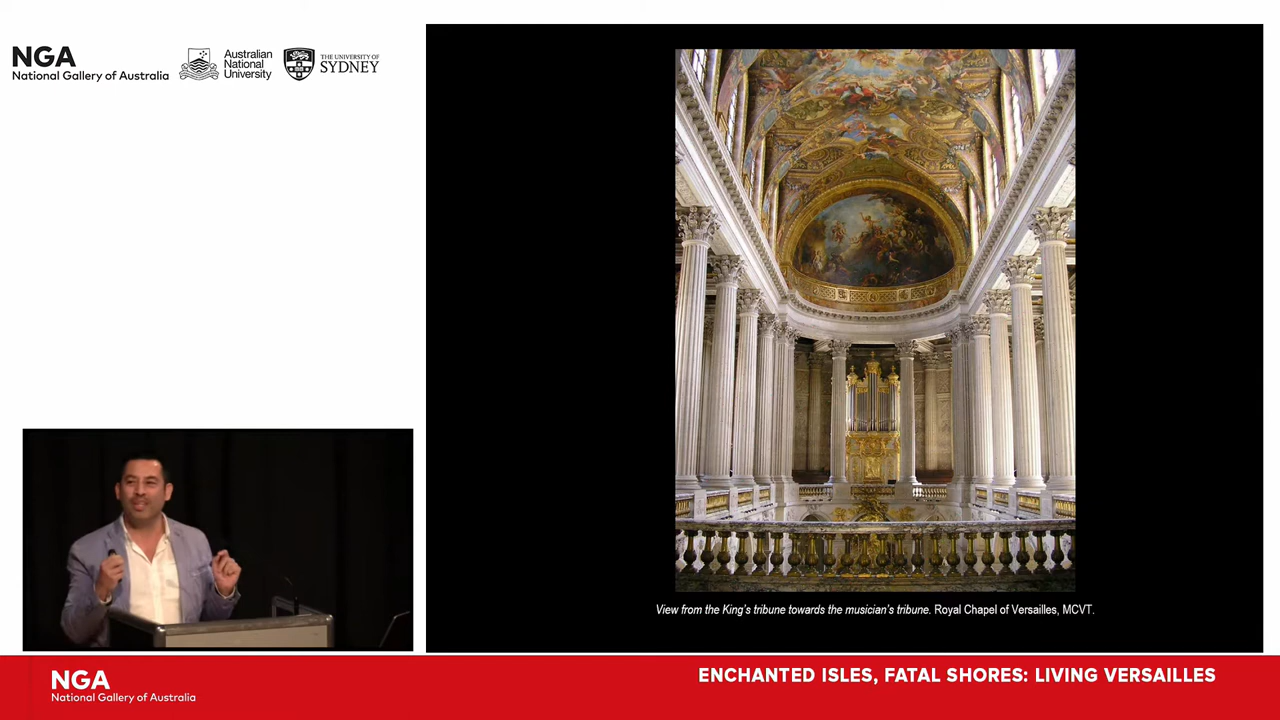 NGA
National Gallery of Australia
Australian
National
University
THE UNIVERSITY OF
SYDNEY
View from the King's tribune towards the musician's tribune. Royal Chapel of Versailles, MCVT.
NGA
National Gallery of Australia
ENCHANTED ISLES, FATAL SHORES: LIVING VERSAILLES